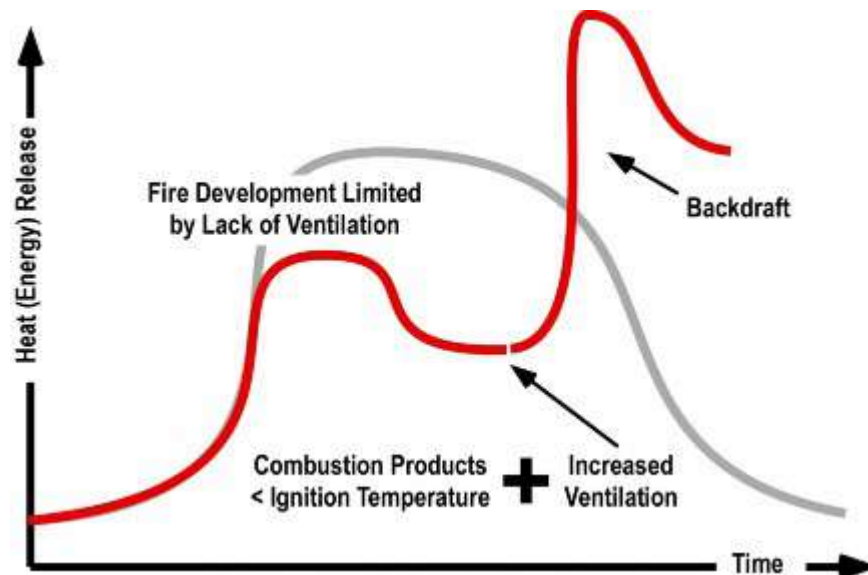 Heat (Energy) Release
Fire Development Limited
by Lack of Ventilation
Backdraft
Combustion Products
< Ignition Temperature
+
Increased
Ventilation
Time